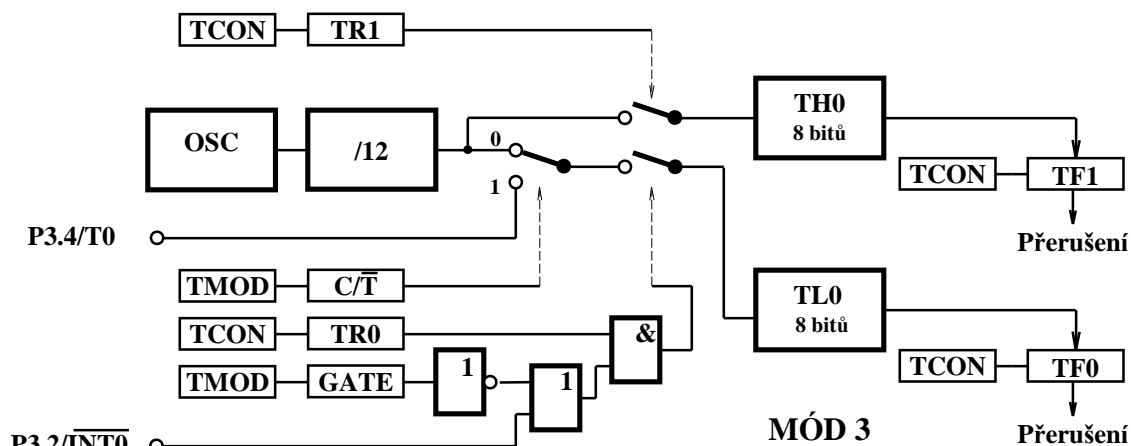 TCON TR1
OSC
/12
0
1
TH0
8 bitů
TCON TF1
Přerušení
P3.4/T0
TMOD C/T̅
TCON TR0
TMOD GATE
1
1
&
TL0
8 bitů
TCON TF0
Přerušení
MÓD 3
P3.2/I̅N̅T̅0̅